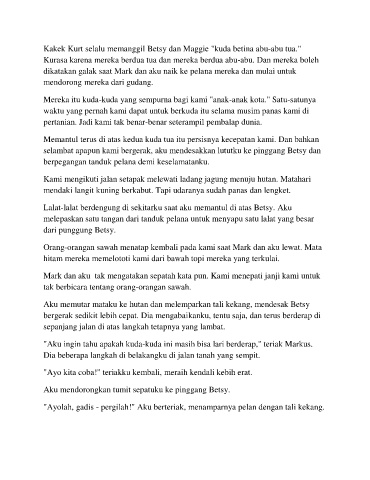 Kakek Kurt selalu memanggil Betsy dan Maggie "kuda betina abu-abu tua."
Kurasa karena mereka berdua tua dan mereka berdua abu-abu. Dan mereka boleh
dikatakan galak saat Mark dan aku naik ke pelana mereka dan mulai untuk
mendorong mereka dari gudang.
Mereka itu kuda-kuda yang sempurna bagi kami "anak-anak kota." Satu-satunya
waktu yang pernah kami dapat untuk berkuda itu selama musim panas kami di
pertanian. Jadi kami tak benar-benar seterampil pembalap dunia.
Memantul terus di atas kedua kuda tua itu persisnya kecepatan kami. Dan bahkan
selambat apapun kami bergerak, aku mendesakkan lututku ke pinggang Betsy dan
berpegangan tanduk pelana demi keselamatanku.
Kami mengikuti jalan setapak melewati ladang jagung menuju hutan. Matahari
mendaki langit kuning berkabut. Tapi udaranya sudah panas dan lengket.
Lalat-lalat berdengung di sekitarku saat aku memantul di atas Betsy. Aku
melepaskan satu tangan dari tanduk pelana untuk menyapu satu lalat yang besar
dari punggung Betsy.
Orang-orangan sawah menatap kembali pada kami saat Mark dan aku lewat. Mata
hitam mereka memelototi kami dari bawah topi mereka yang terkulai.
Mark dan aku  tak mengatakan sepatah kata pun. Kami menepati janji kami untuk
tak berbicara tentang orang-orangan sawah.
Aku memutar mataku ke hutan dan melemparkan tali kekang, mendesak Betsy
bergerak sedikit lebih cepat. Dia mengabaikanku, tentu saja, dan terus berderap di
sepanjang jalan di atas langkah tetapnya yang lambat.
"Aku ingin tahu apakah kuda-kuda ini masih bisa lari berderap," teriak Markus.
Dia beberapa langkah di belakangku di jalan tanah yang sempit.
"Ayo kita coba!" teriakku kembali, meraih kendali kebih erat.
Aku mendorongkan tumit sepatuku ke pinggang Betsy.
"Ayolah, gadis - pergilah!" Aku berteriak, menamparnya pelan dengan tali kekang.